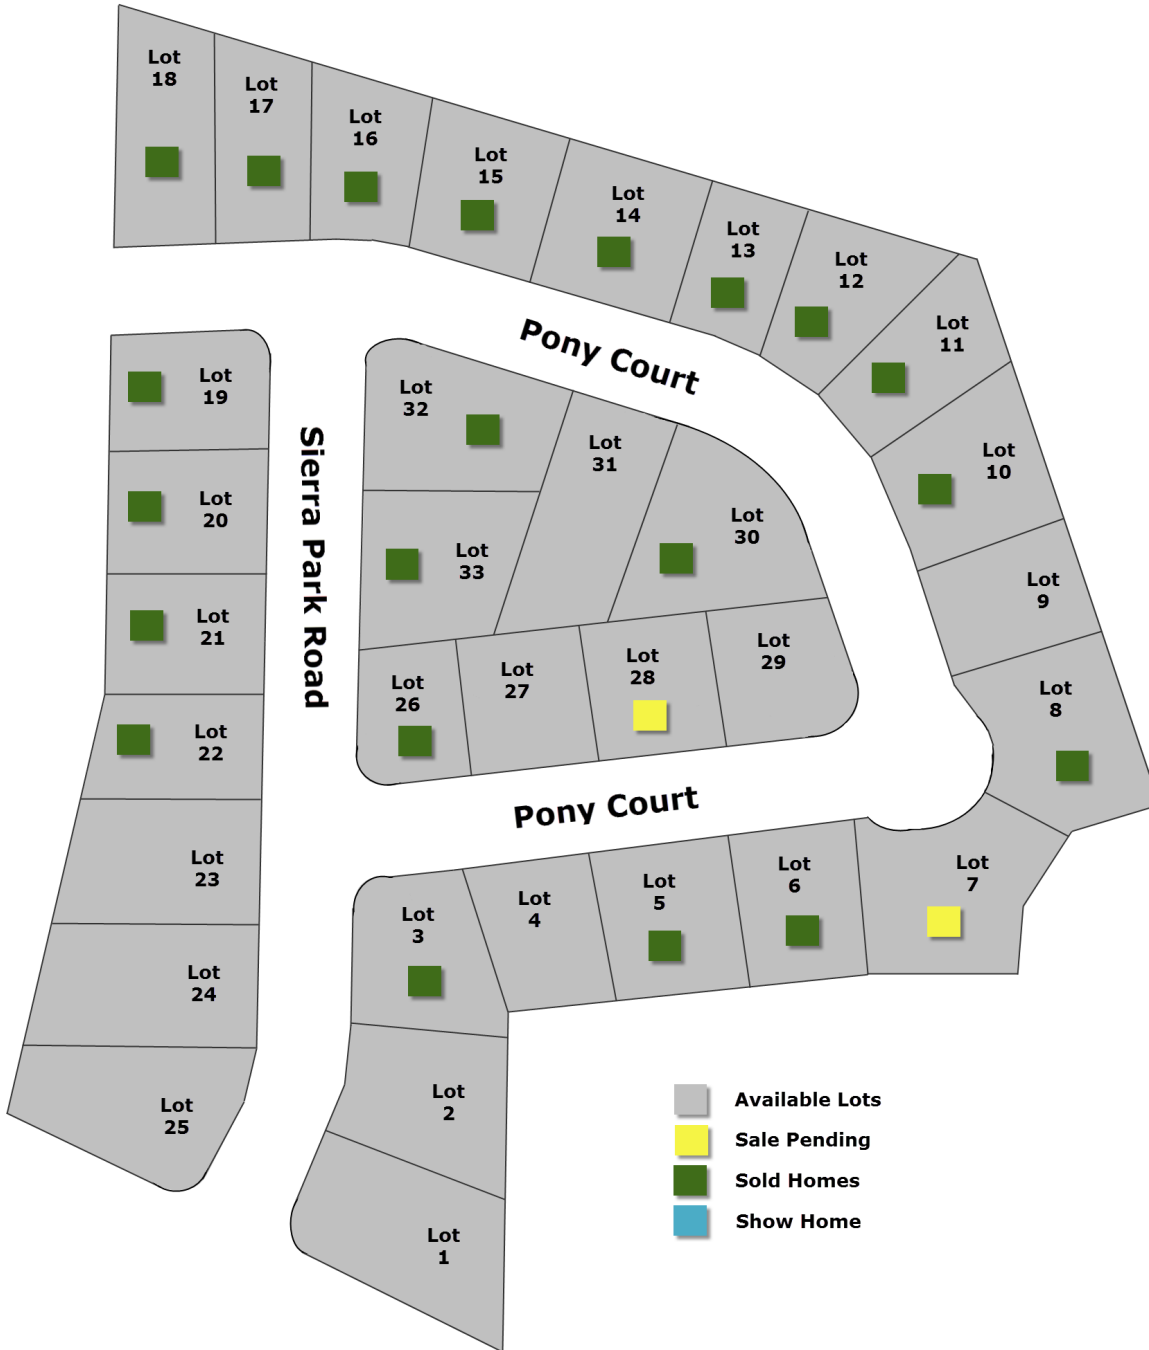 Lot
18
Lot
17
Lot
16
Lot
15
Lot
14
Lot
13
Lot
12
Lot
11
Lot
10
Lot
9
Lot
8
Lot
7
Pony Court
Lot
19
Lot
20
Lot
21
Lot
22
Lot
23
Lot
24
Lot
25
Sierra Park Road
Lot
32
Lot
31
Lot
30
Lot
33
Lot
26
Lot
27
Lot
28
Lot
29
Pony Court
Lot
3
Lot
4
Lot
5
Lot
6
Lot
2
Lot
1
Available Lots
Sale Pending
Sold Homes
Show Home